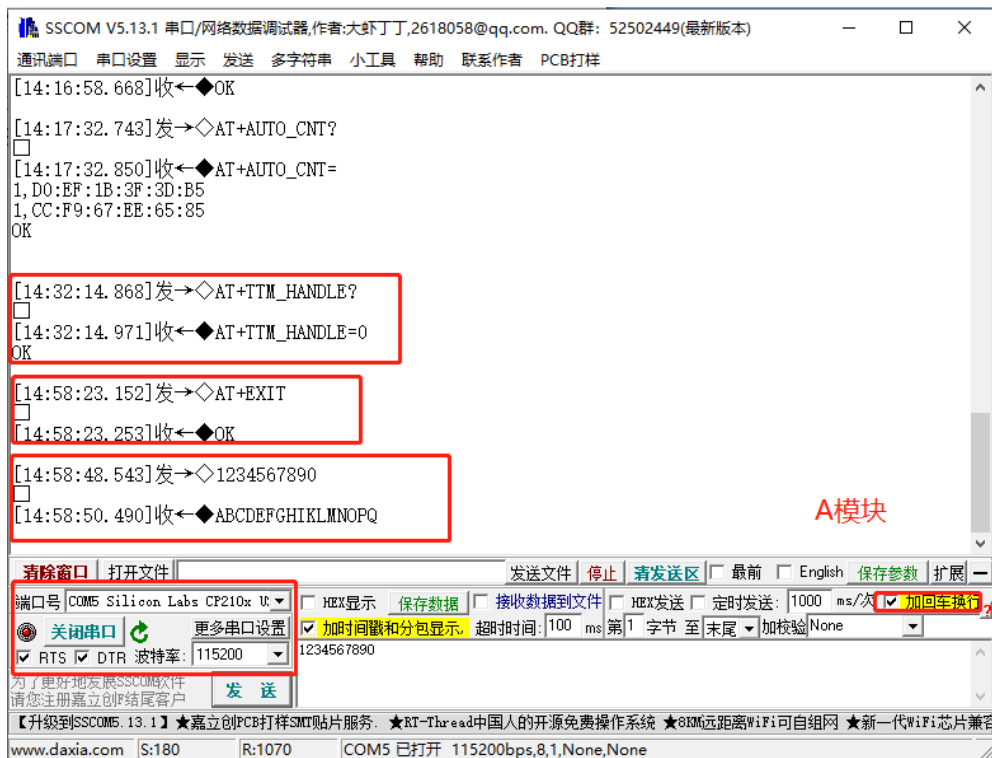 SSCOM V5.13.1 串口/网络数据调试器,作者:大虾丁丁,2618058@qq.com. QQ群: 52502449(最新版本)
通讯端口 串口设置 显示 发送 多字符串 小工具 帮助 联系作者 PCB打样
[14:16:58.668]收←◆OK
[14:17:32.743]发→◇AT+AUTO_CNT?
□
[14:17:32.850]收←◆AT+AUTO_CNT=
1,D0:EF:1B:3F:3D:B5
1,CC:F9:67:EE:65:85
OK
[14:32:14.868]发→◇AT+TTM_HANDLE?
□
[14:32:14.971]收←◆AT+TTM_HANDLE=0
OK
[14:58:23.152]发→◇AT+EXIT
□
[14:58:23.253]收←◆OK
[14:58:48.543]发→◇1234567890
□
[14:58:50.490]收←◆ABCDEFGHIKLMNOPQ
A模块
清除窗口 打开文件 发送文件 停止 清发送区 最前 English 保存参数 扩展 —
端口号 COM5 Silicon Labs CP210x HEX显示 保存数据 接收数据到文件 HEX发送 定时发送: 1000 ms/次 加回车换行 ?
关闭串口 更多串口设置 加时间戳和分包显示, 超时时间: 100 ms 第1 字节 至 末尾 加校验 None
RTS DTR 波特率: 115200 1234567890
为了更好地发展SSCOM软件
请您注册嘉立创F结尾客户 发 送
【升级到SSCOM5.13.1】★嘉立创PCB打样SMT贴片服务. ★RT-Thread中国人的开源免费操作系统 ★8KM远距离WiFi可自组网 ★新一代WiFi芯片兼容
www.daxia.com S:180 R:1070 COM5 已打开 115200bps,8,1,None,None